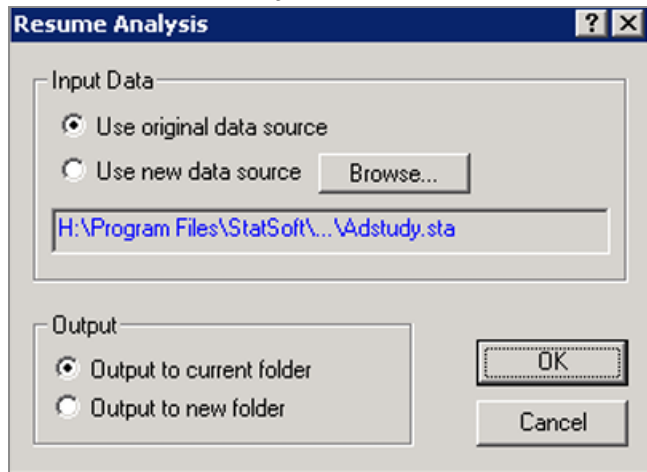 Resume Analysis
Input Data
Use original data source
Use new data source Browse...
H:\Program Files\StatSoft\...\Adstudy.sta
Output
Output to current folder
Output to new folder
OK
Cancel